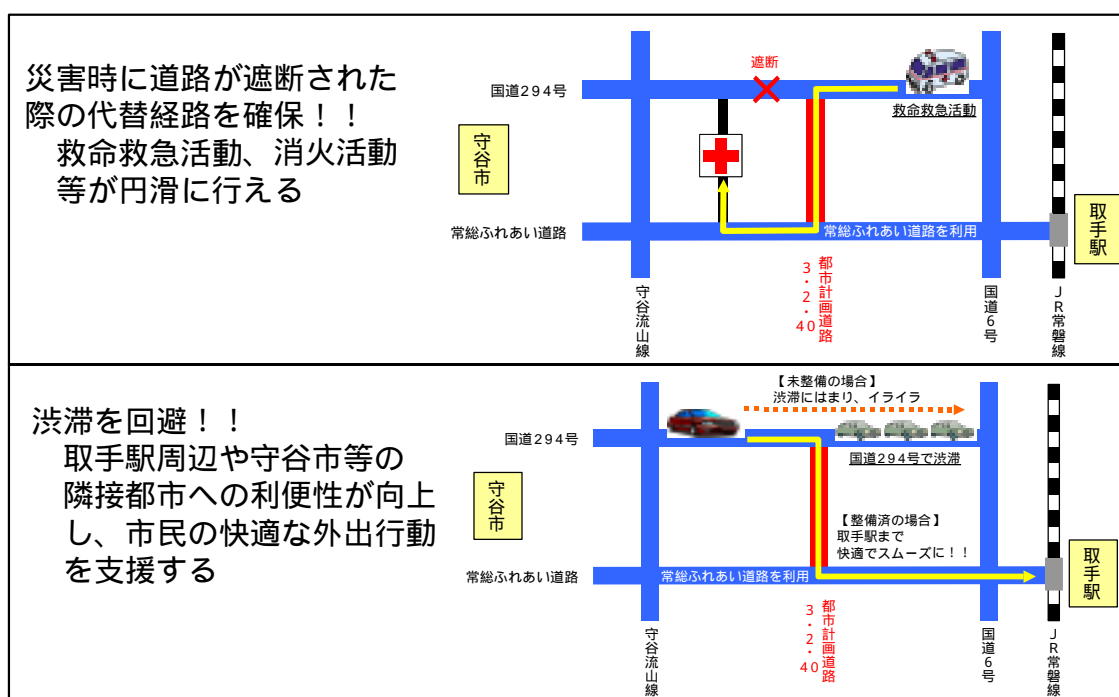 災害時に道路が遮断された
際の代替経路を確保！！
救命救急活動、消火活動
等が円滑に行える
遮断
国道294号
救命救急活動
守谷市
取手駅
常総ふれあい道路
常総ふれあい道路を利用
都市計画道路
3・2・40
守谷流山線
国道6号
JR常磐線
渋滞を回避！！
取手駅周辺や守谷市等の
隣接都市への利便性が向上
し、市民の快適な外出行動
を支援する
【未整備の場合】
渋滞にはまり、イライラ
国道294号
国道294号で渋滞
守谷市
【整備済の場合】
取手駅まで
快適でスムーズに！！
取手駅
常総ふれあい道路
常総ふれあい道路を利用
都市計画道路
3・2・40
守谷流山線
国道6号
JR常磐線